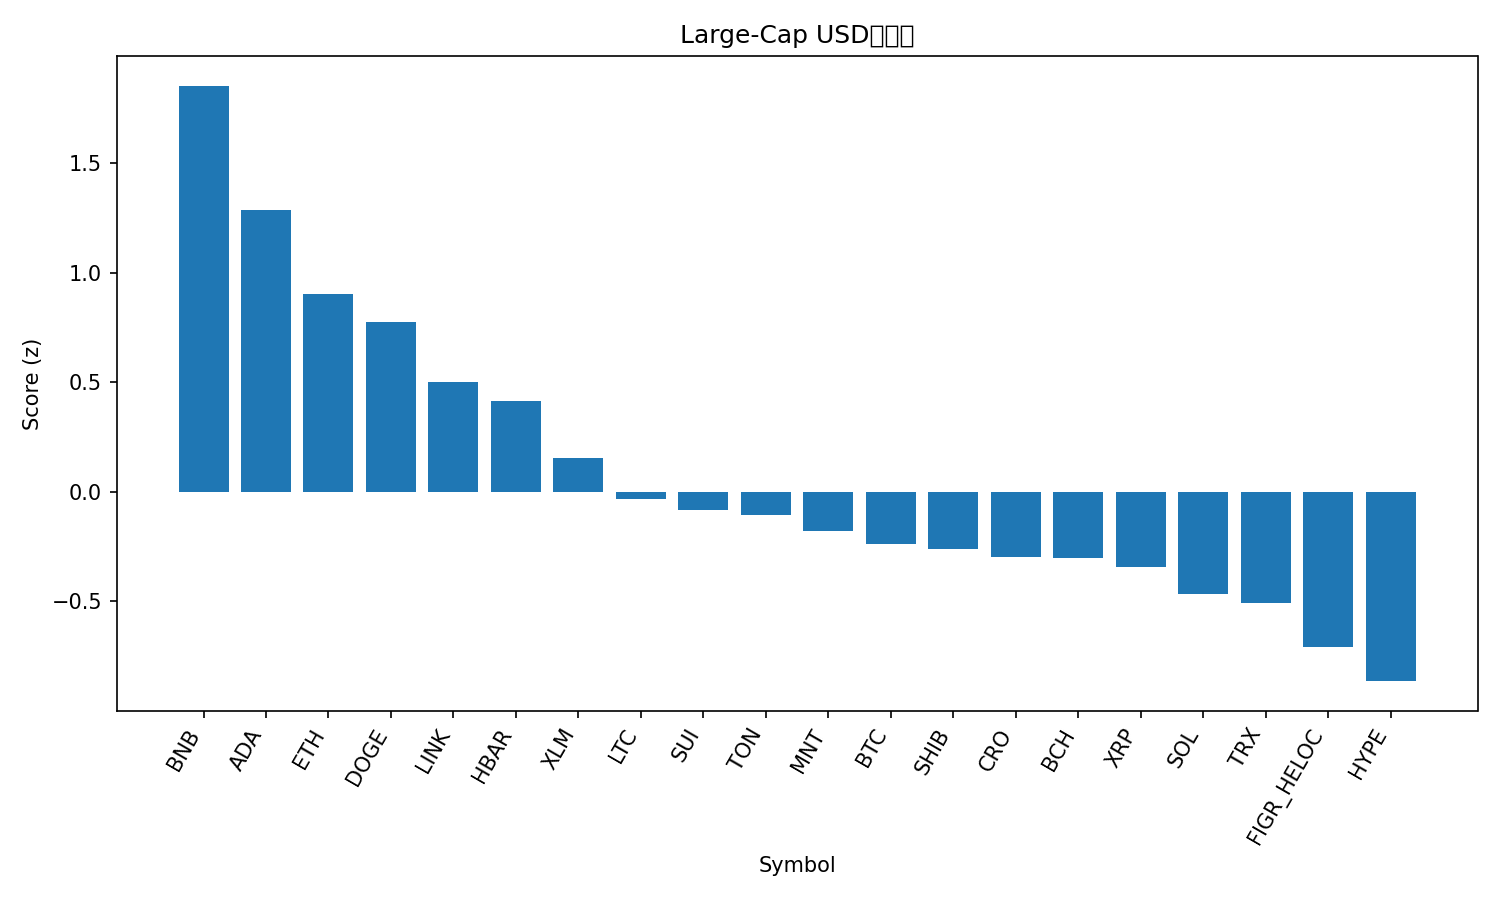 Large-Cap USD
Score (z)
1.5
1.0
0.5
0.0
−0.5
BNB
ADA
ETH
DOGE
LINK
HBAR
XLM
LTC
SUI
TON
MNT
BTC
SHIB
CRO
BCH
XRP
SOL
TRX
FIGR_HELOC
HYPE
Symbol